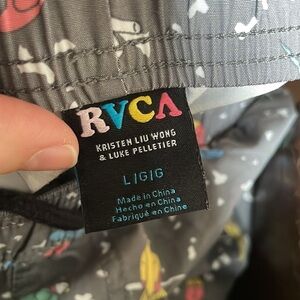 RVCA
KRISTEN LIU WONG
& LUKE PELLETIER
L|G|G
Made in China
Hecho en China
Fabriqué en Chine